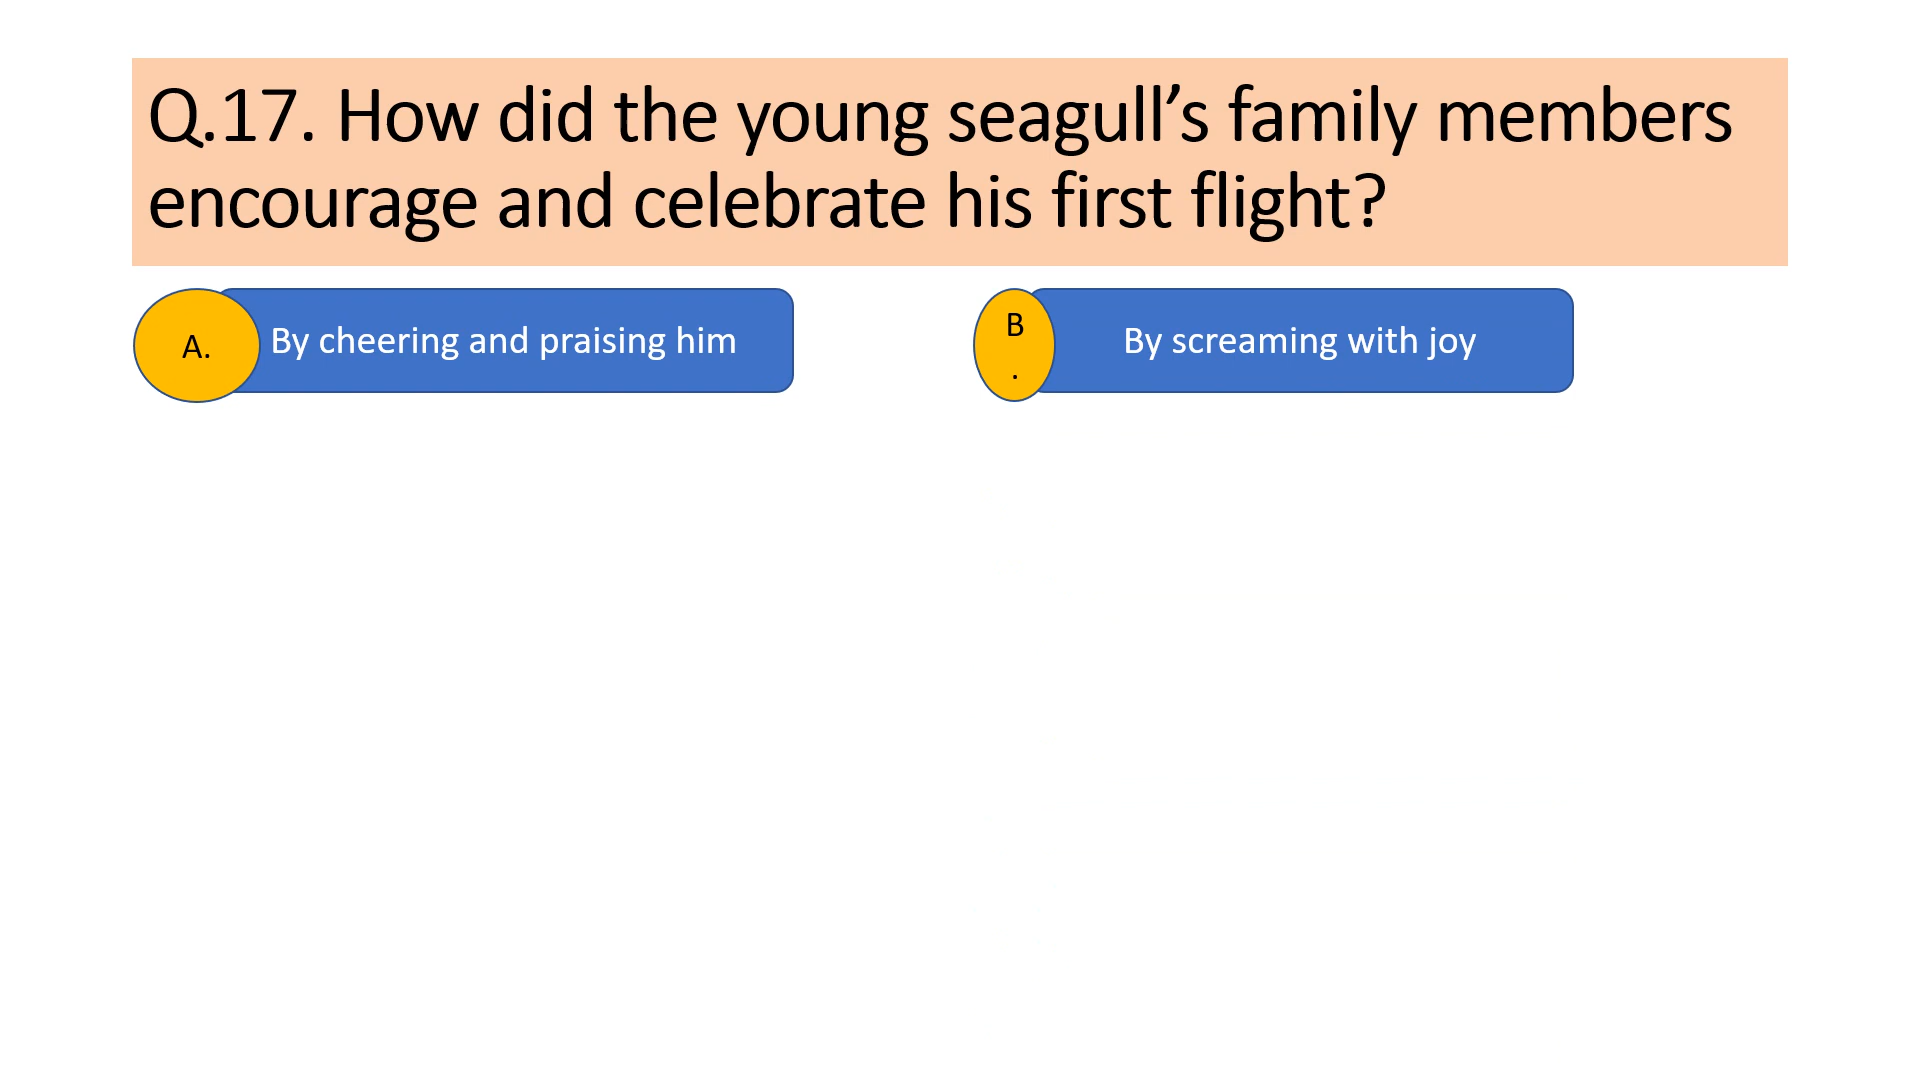 Q.17. How did the young seagull’s family members
encourage and celebrate his first flight?
A.
By cheering and praising him
B
.
By screaming with joy